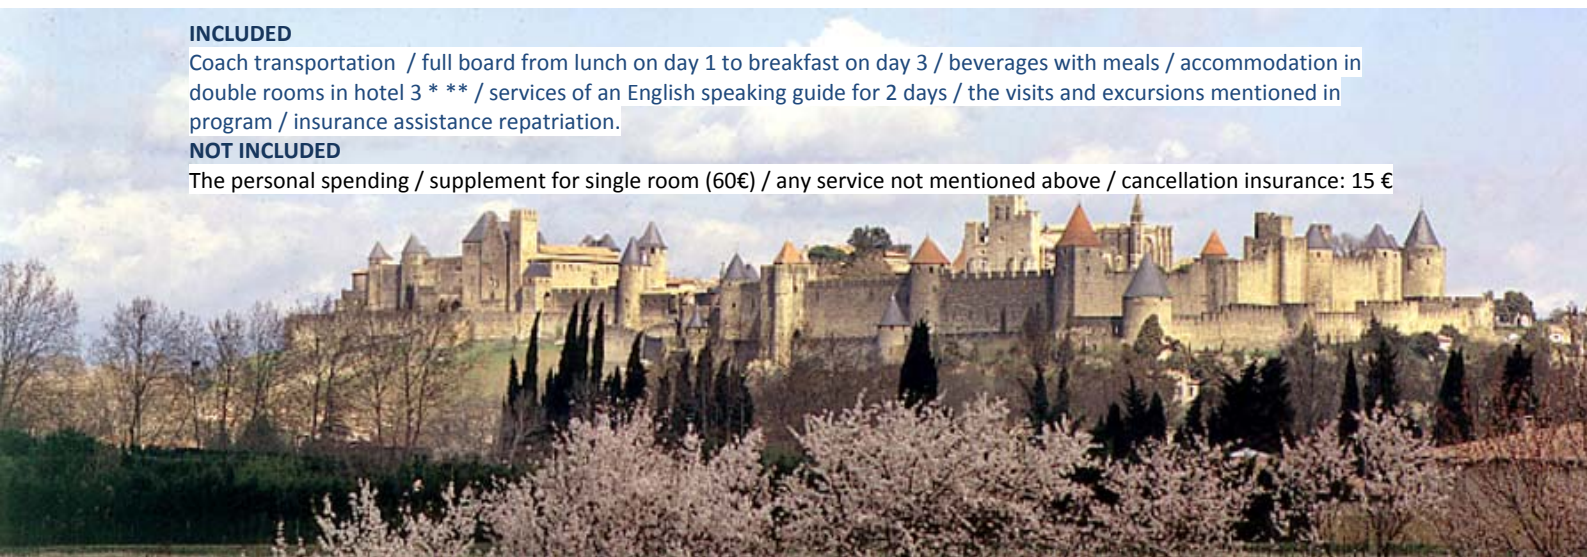 INCLUDED
Coach transportation / full board from lunch on day 1 to breakfast on day 3 / beverages with meals / accommodation in
double rooms in hotel 3 * ** / services of an English speaking guide for 2 days / the visits and excursions mentioned in
program / insurance assistance repatriation.
NOT INCLUDED
The personal spending / supplement for single room (60€) / any service not mentioned above / cancellation insurance: 15 €